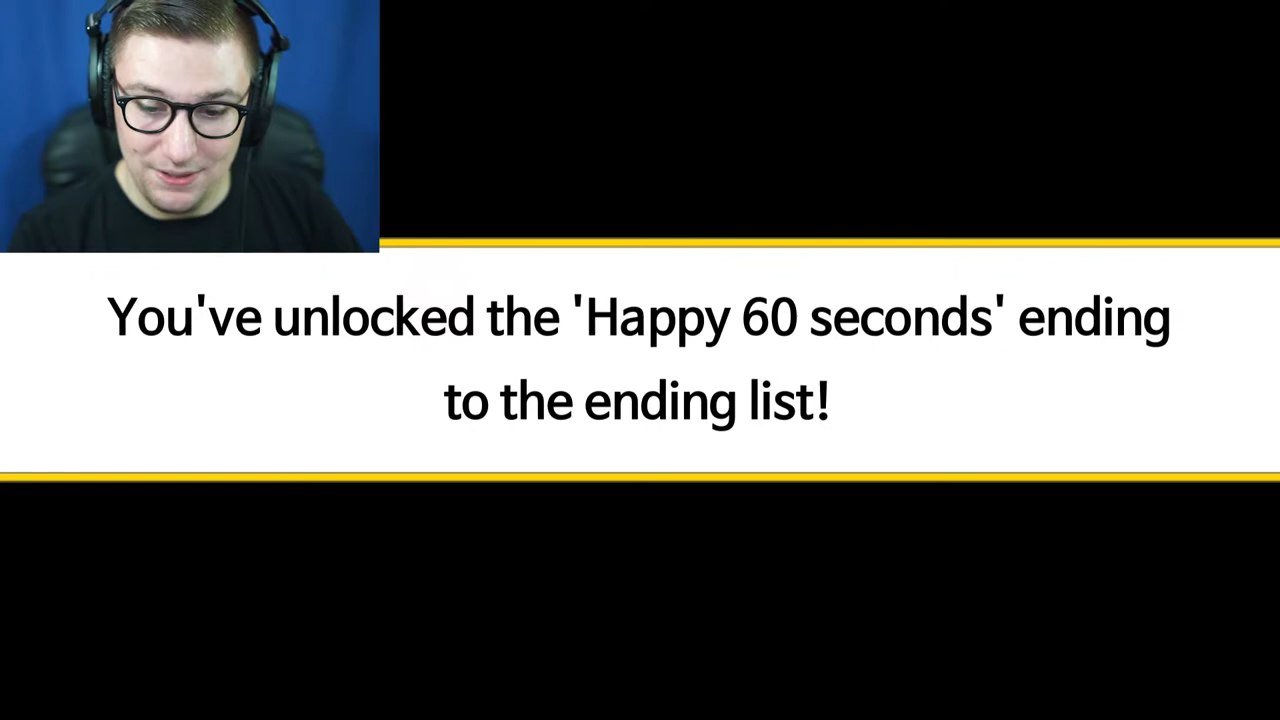 You've unlocked the 'Happy 60 seconds' ending
to the ending list!